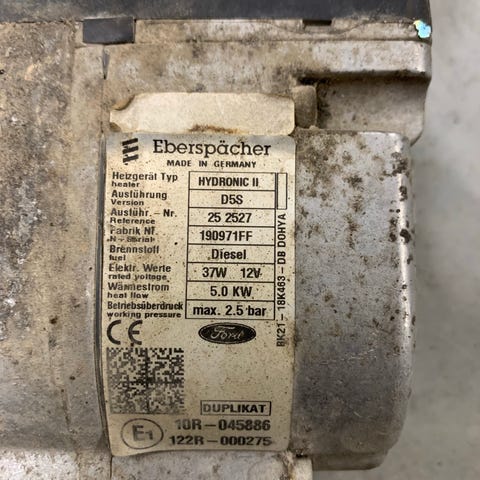 Eberspächer
MADE IN GERMANY
Heizgerät Typ HYDRONIC II
heater
Ausführung D5S
Version
Ausführ. - Nr. 25 2527
Reference
Fabrik Nr. 190971FF
N - Serial
Brennstoff Diesel
fuel
Elektr. Werte 37W 12V
rated voltage
Wärmestrom 5.0 KW
heat flow
Betriebsüberdruck max. 2.5 bar
working pressure
CE Ford
BK21 - 18K463 - DB DOHYA
DUPLIKAT
E1 10R - 045886
122R - 000275